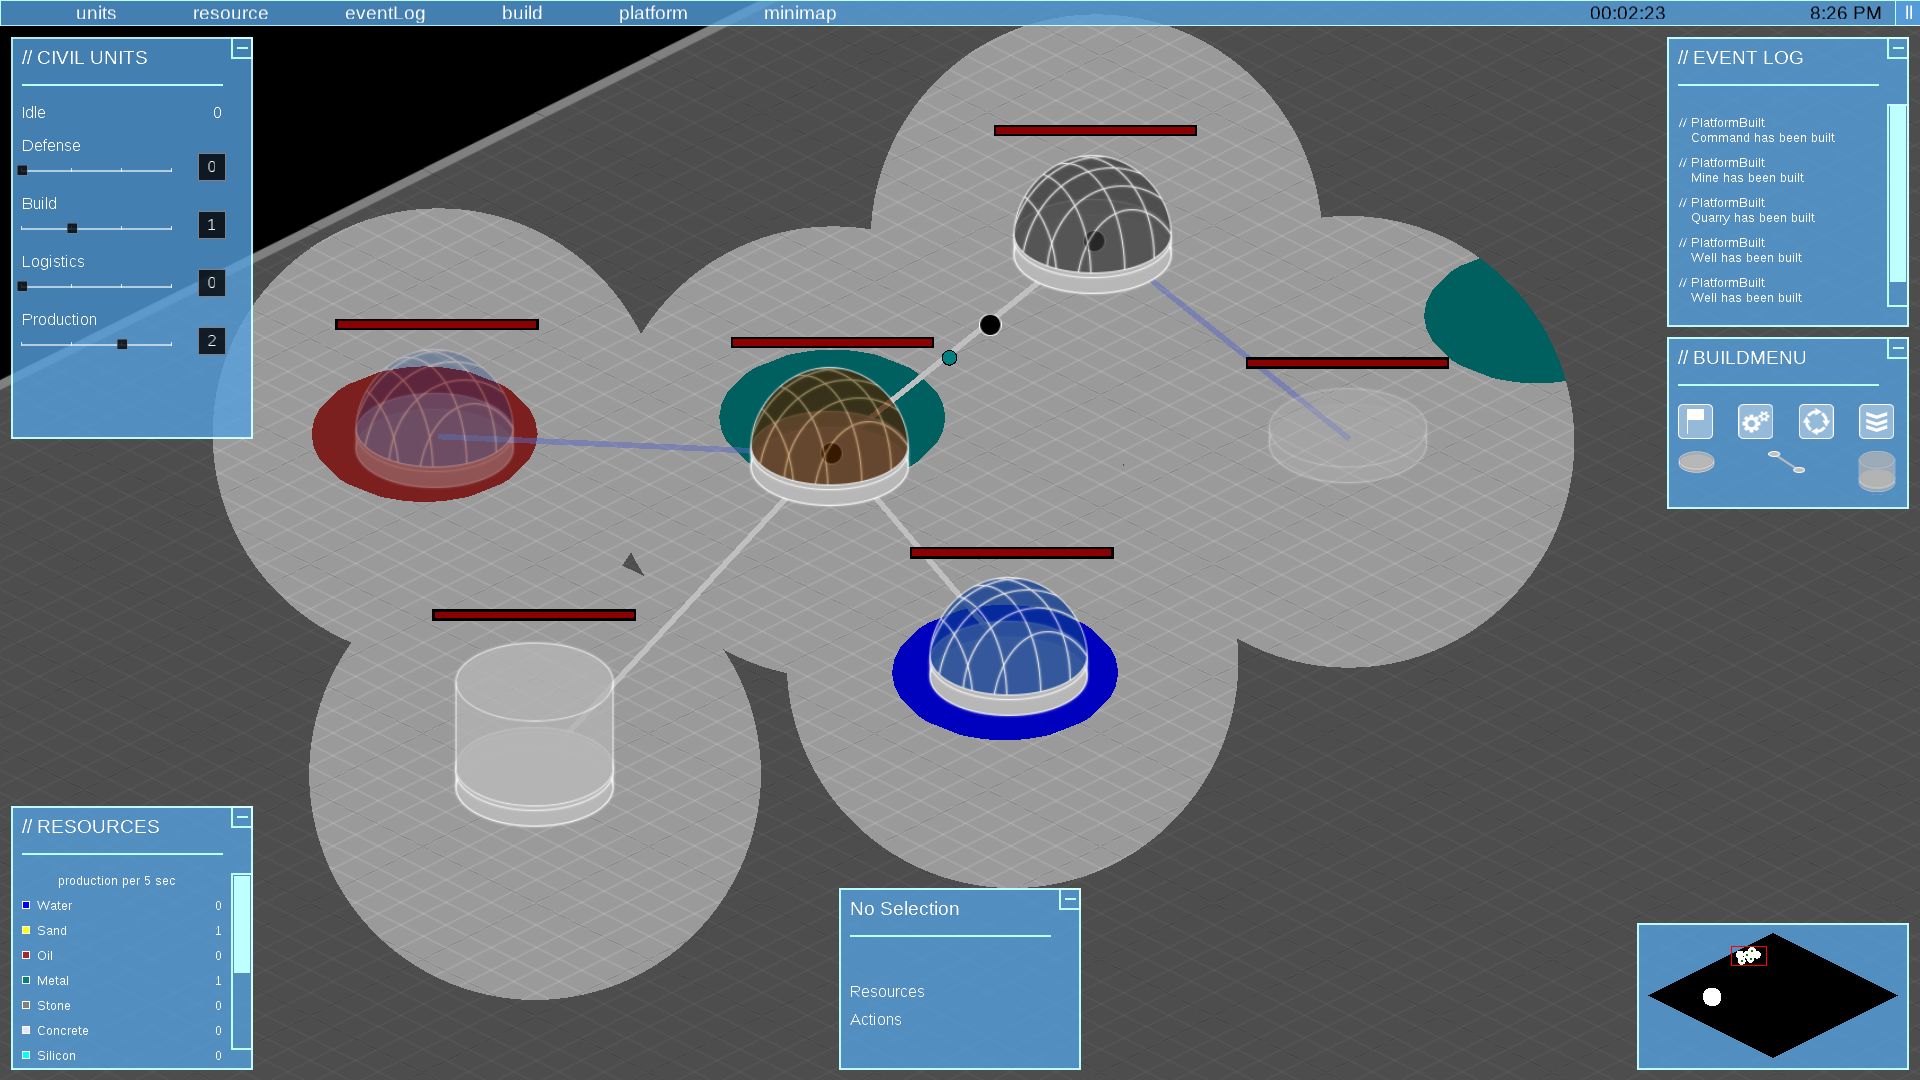 units resource eventLog build platform minimap 00:02:23 8:26 PM
// CIVIL UNITS
Idle 0
Defense
0
Build
1
Logistics
0
Production
2
// EVENT LOG
// PlatformBuilt
Command has been built
// PlatformBuilt
Mine has been built
// PlatformBuilt
Quarry has been built
// PlatformBuilt
Well has been built
// PlatformBuilt
Well has been built
// BUILDMENU
// RESOURCES
production per 5 sec
Water 0
Sand 1
Oil 0
Metal 1
Stone 0
Concrete 0
Silicon 0
No Selection
Resources
Actions